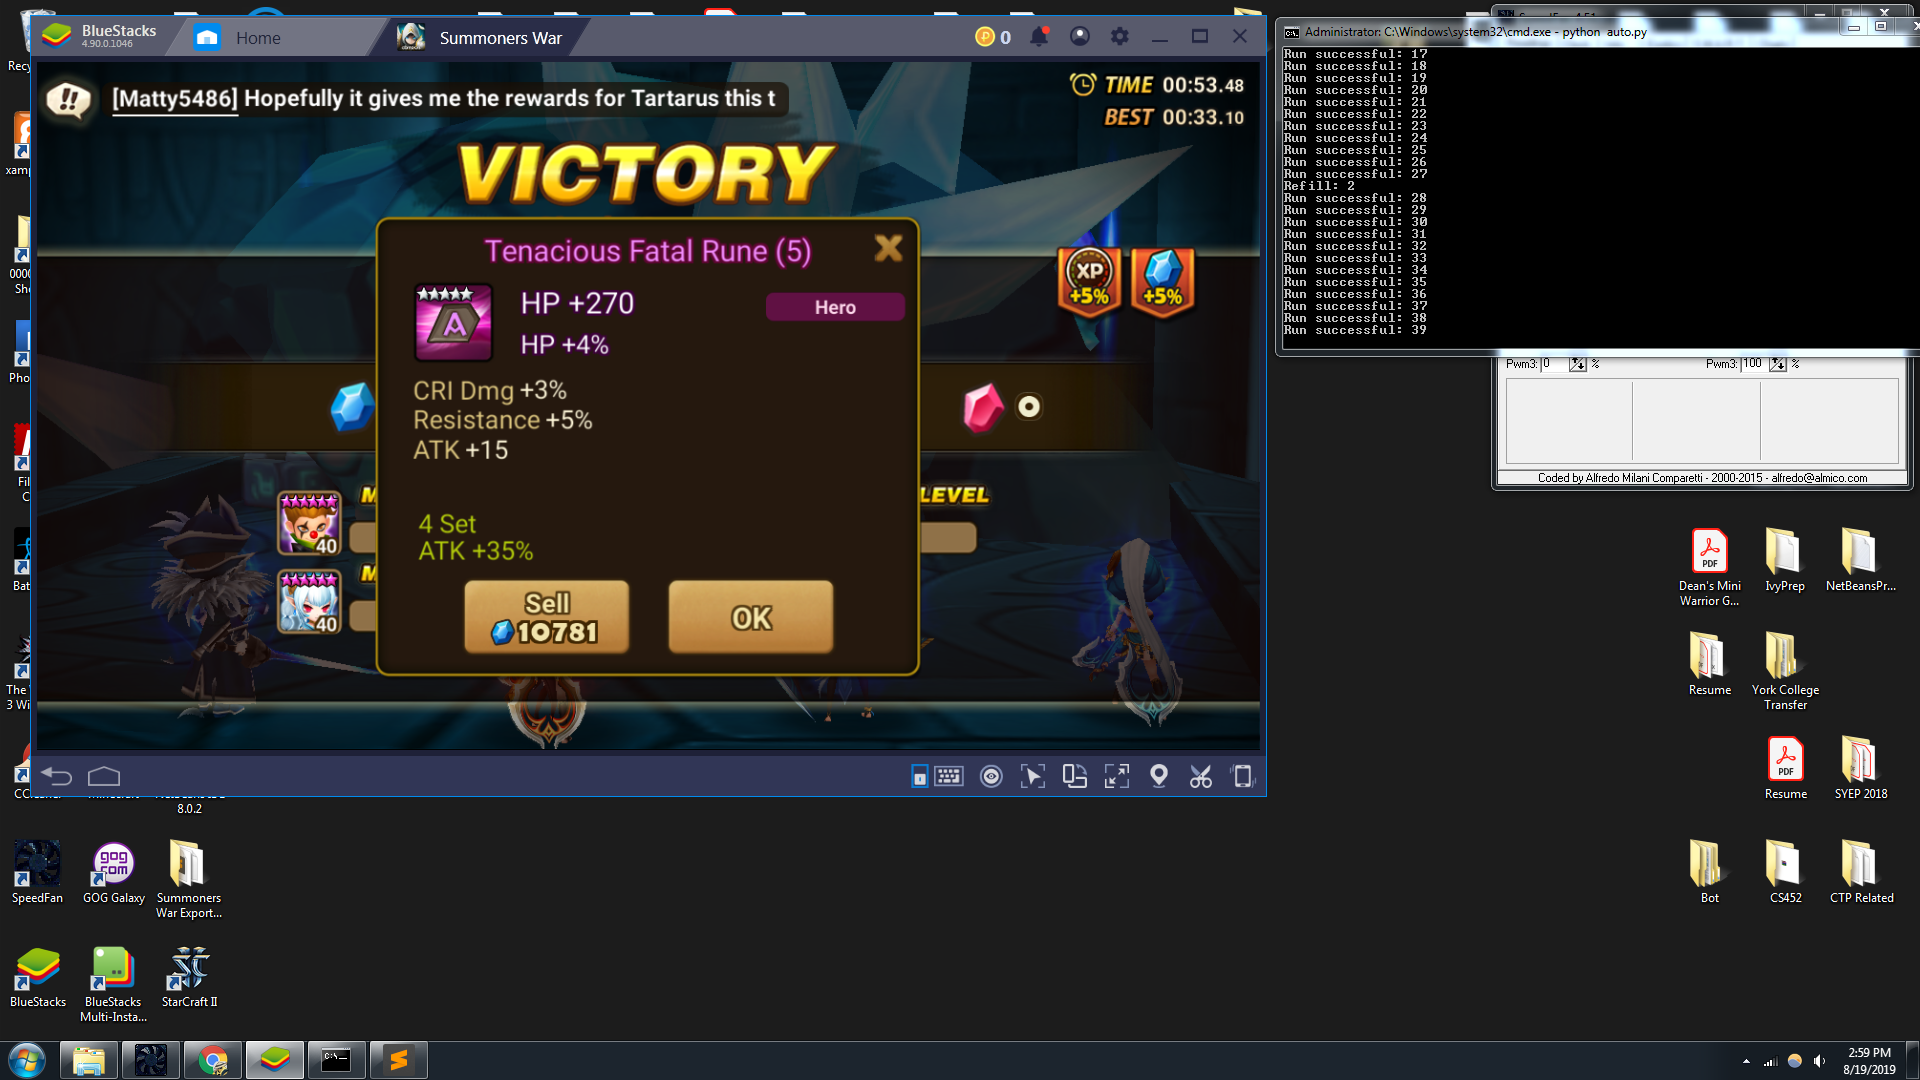 BlueStacks
4.90.0.1046
Home
Summoners War
0
[Matty5486] Hopefully it gives me the rewards for Tartarus this t
TIME 00:53.48
BEST 00:33.10
VICTORY
Tenacious Fatal Rune (5)
HP +270
Hero
HP +4%
CRI Dmg +3%
Resistance +5%
ATK +15
4 Set
ATK +35%
Sell
10781
OK
XP
+5%
+5%
LEVEL
40
40
Administrator: C:\Windows\system32\cmd.exe - python auto.py
Run successful: 17
Run successful: 18
Run successful: 19
Run successful: 20
Run successful: 21
Run successful: 22
Run successful: 23
Run successful: 24
Run successful: 25
Run successful: 26
Run successful: 27
Refill: 2
Run successful: 28
Run successful: 29
Run successful: 30
Run successful: 31
Run successful: 32
Run successful: 33
Run successful: 34
Run successful: 35
Run successful: 36
Run successful: 37
Run successful: 38
Run successful: 39
Pwm3: 0 %
Pwm3: 100 %
Coded by Alfredo Milani Comparetti - 2000-2015 - alfredo@almico.com
Dean's Mini
Warrior G...
IvyPrep
NetBeansPr...
Resume
York College
Transfer
Resume
SYEP 2018
Bot
CS452
CTP Related
8.0.2
SpeedFan
GOG Galaxy
Summoners
War Export...
BlueStacks
BlueStacks
Multi-Insta...
StarCraft II
2:59 PM
8/19/2019